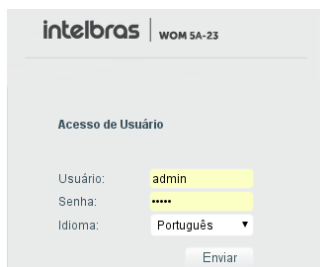 intelbras WOM 5A-23
Acesso de Usuário
Usuário: admin
Senha: •••••
Idioma: Português
Enviar